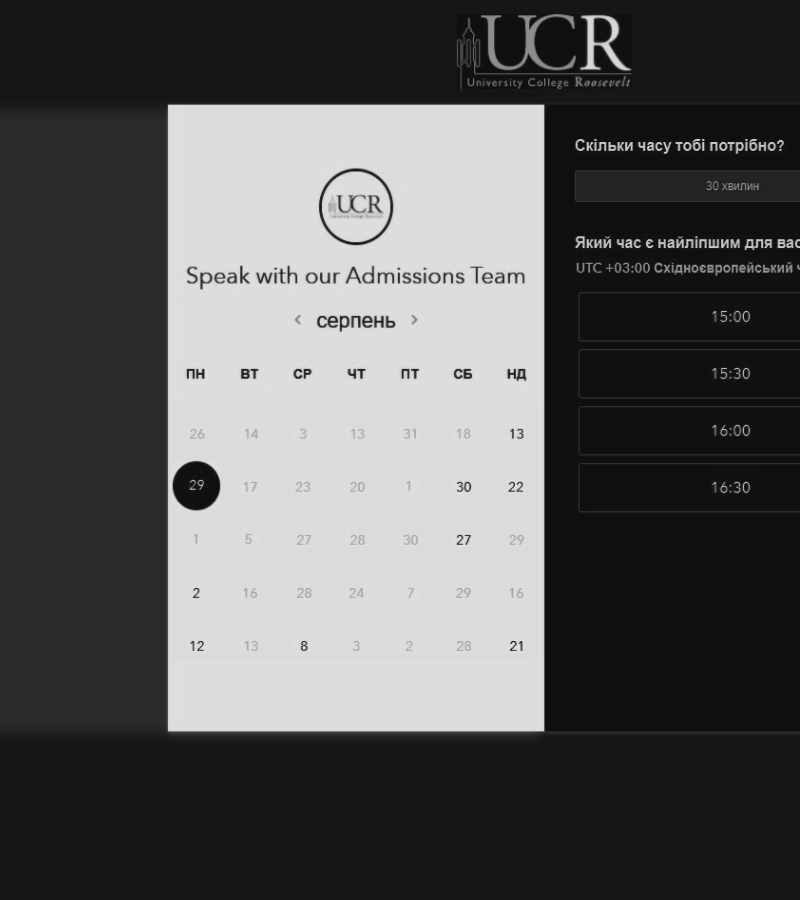 UCR
University College Roosevelt
UCR
Speak with our Admissions Team
серпень
ПН ВТ СР ЧТ ПТ СБ НД
26 14 3 13 31 18 13
29 17 23 20 1 30 22
1 5 27 28 30 27 29
2 16 28 24 7 29 16
12 13 8 3 2 28 21
Скільки часу тобі потрібно?
30 хвилин
Який час є найліпшим для вас
UTC +03:00 Східноєвропейський ч
15:00
15:30
16:00
16:30